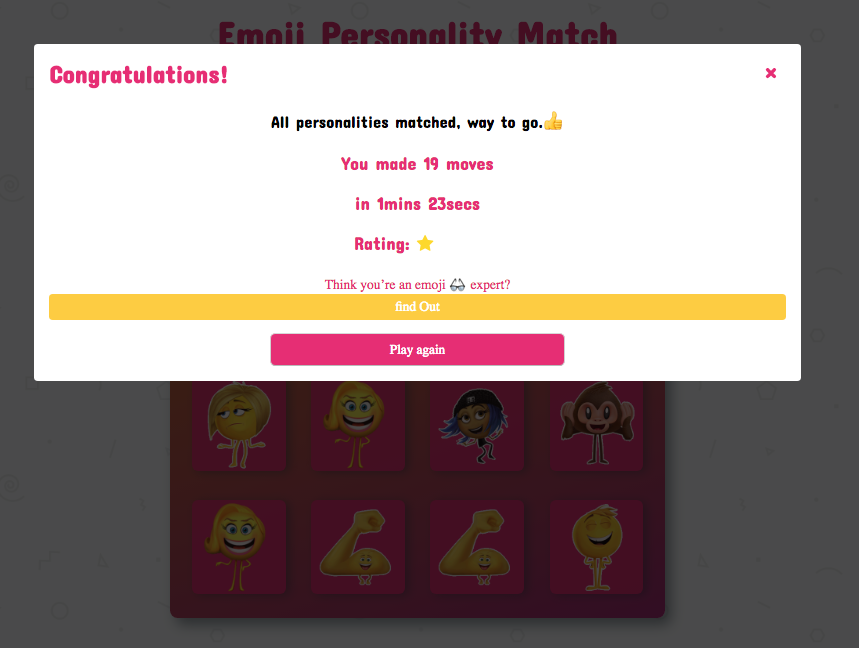 Emoji Personality Match
Congratulations!
×
All personalities matched, way to go.👍
You made 19 moves
in 1mins 23secs
Rating: ⭐
Think you’re an emoji 👓 expert?
find Out
Play again